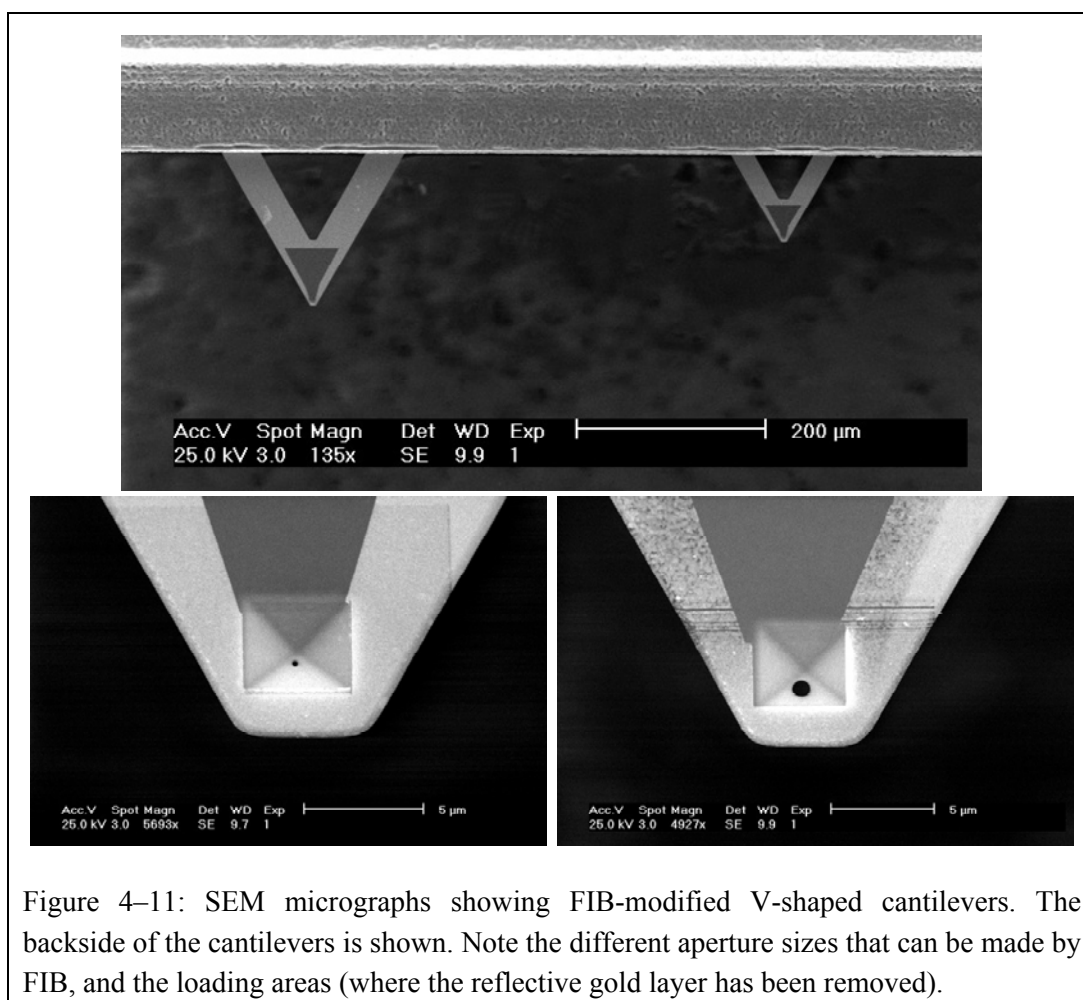 Acc.V Spot Magn Det WD Exp 200 µm
25.0 kV 3.0 135x SE 9.9 1
Acc.V Spot Magn Det WD Exp 5 µm
25.0 kV 3.0 5693x SE 9.7 1
Acc.V Spot Magn Det WD Exp 5 µm
25.0 kV 3.0 4927x SE 9.9 1
Figure 4–11: SEM micrographs showing FIB-modified V-shaped cantilevers. The
backside of the cantilevers is shown. Note the different aperture sizes that can be made by
FIB, and the loading areas (where the reflective gold layer has been removed).